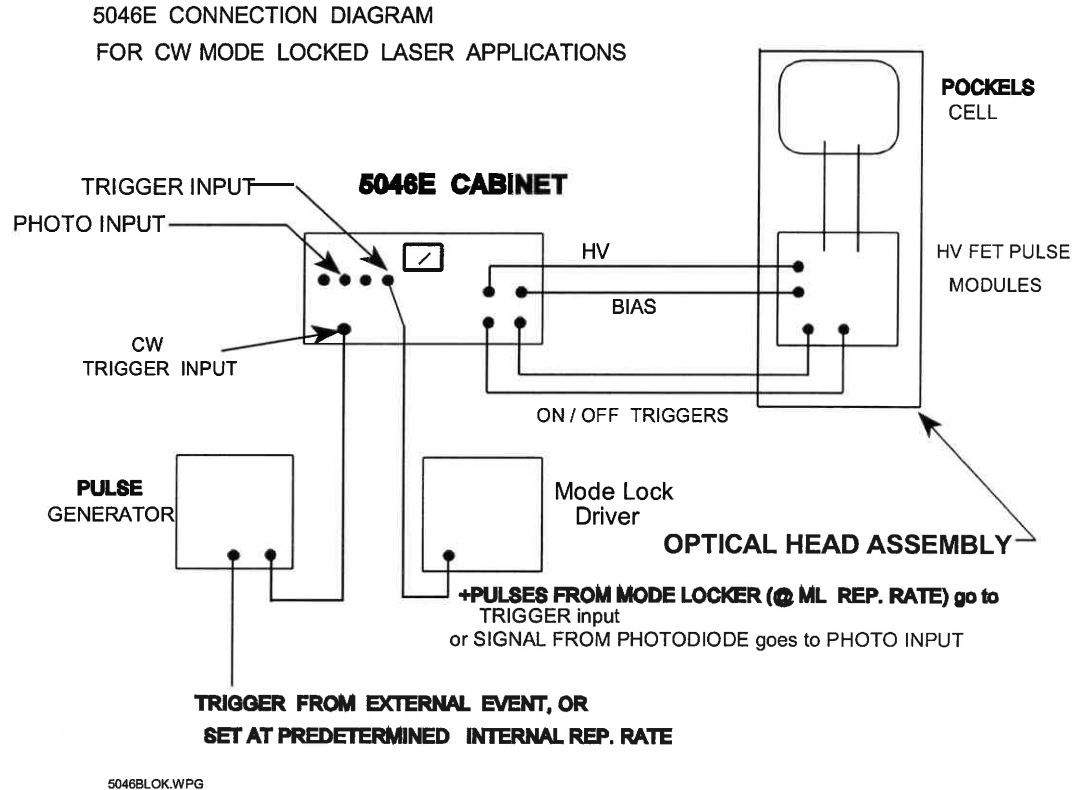 5046E CONNECTION DIAGRAM
FOR CW MODE LOCKED LASER APPLICATIONS
POCKELS
CELL
TRIGGER INPUT
5046E CABINET
PHOTO INPUT
HV
HV FET PULSE
MODULES
BIAS
CW
TRIGGER INPUT
ON / OFF TRIGGERS
PULSE
GENERATOR
Mode Lock
Driver
OPTICAL HEAD ASSEMBLY
+PULSES FROM MODE LOCKER (@ ML REP. RATE) go to
TRIGGER input
or SIGNAL FROM PHOTODIODE goes to PHOTO INPUT
TRIGGER FROM EXTERNAL EVENT, OR
SET AT PREDETERMINED INTERNAL REP. RATE
5046BLOK.WPG